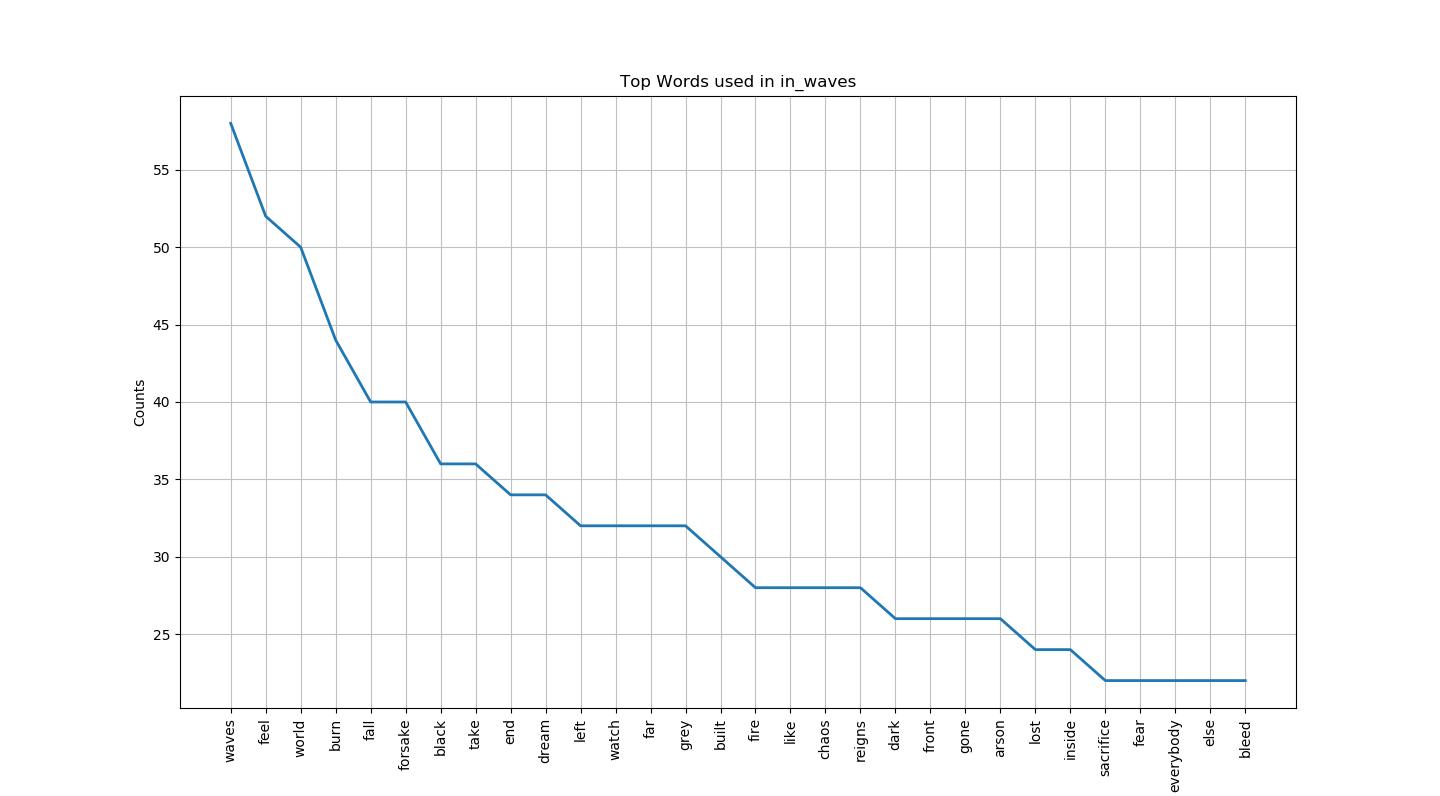 Top Words used in in_waves
Counts
55
50
45
40
35
30
25
waves
feel
world
burn
fall
forsake
black
take
end
dream
left
watch
far
grey
built
fire
like
chaos
reigns
dark
front
gone
arson
lost
inside
sacrifice
fear
everybody
else
bleed